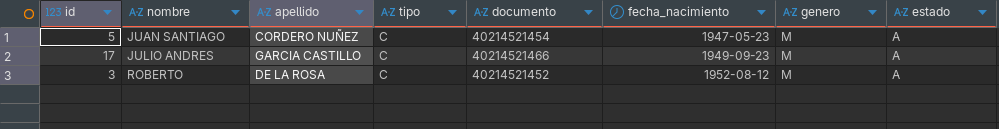 123 id A-Z nombre A-Z apellido A-Z tipo A-Z documento fecha_nacimiento A-Z genero A-Z estado
1 5 JUAN SANTIAGO CORDERO NUÑEZ C 40214521454 1947-05-23 M A
2 17 JULIO ANDRES GARCIA CASTILLO C 40214521466 1949-09-23 M A
3 3 ROBERTO DE LA ROSA C 40214521452 1952-08-12 M A